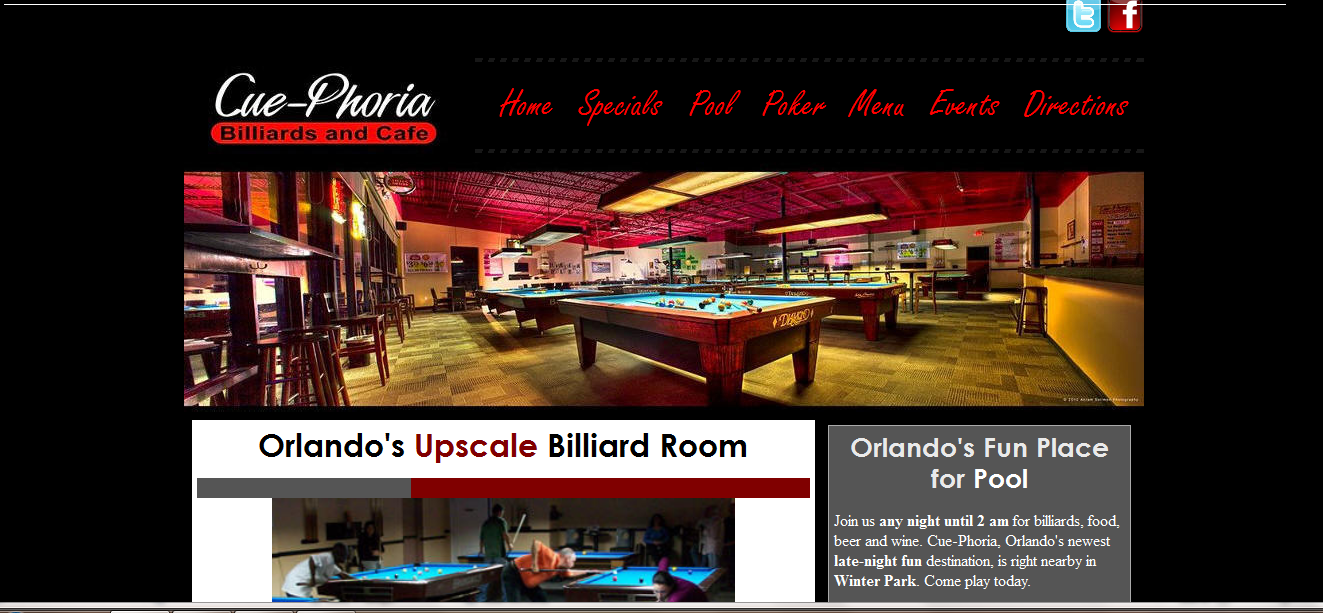 Cue-Phoria
Billiards and Cafe
Home Specials Pool Poker Menu Events Directions
DIAMOND
Orlando's Upscale Billiard Room
Orlando's Fun Place
for Pool
Join us any night until 2 am for billiards, food,
beer and wine. Cue-Phoria, Orlando's newest
late-night fun destination, is right nearby in
Winter Park. Come play today.